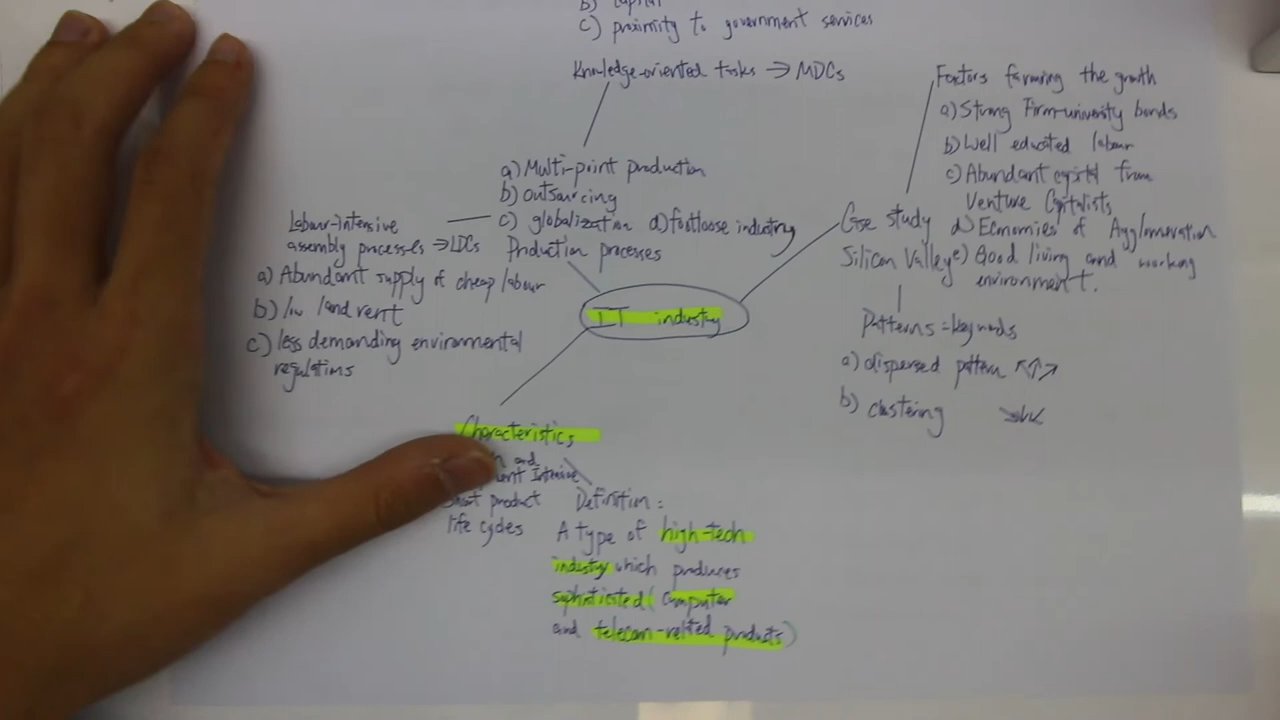 c) proximity to government services
Knowledge-oriented tasks → MDCs
a) Multi-point production
b) outsourcing
c) globalization d) footloose industry
Production processes
Labour-Intensive
assembly processes → LDCs
a) Abundant supply of cheap labour
b) low land rent
c) less demanding environmental
regulations
IT industry
Factors favouring the growth
a) Strong Firm-university bonds
b) Well educated labour
c) Abundant capital from
Venture Capitalists
d) Economies of Agglomeration
e) Good living and working
environment.
Case study
Silicon Valley
Patterns = keywords
a) dispersed pattern ↖↑↗
b) clustering
Characteristics
and
Intensive
product
life cycles
Definition:
A type of high-tech
industry which produces
sophisticated (computer
and telecom-related products)